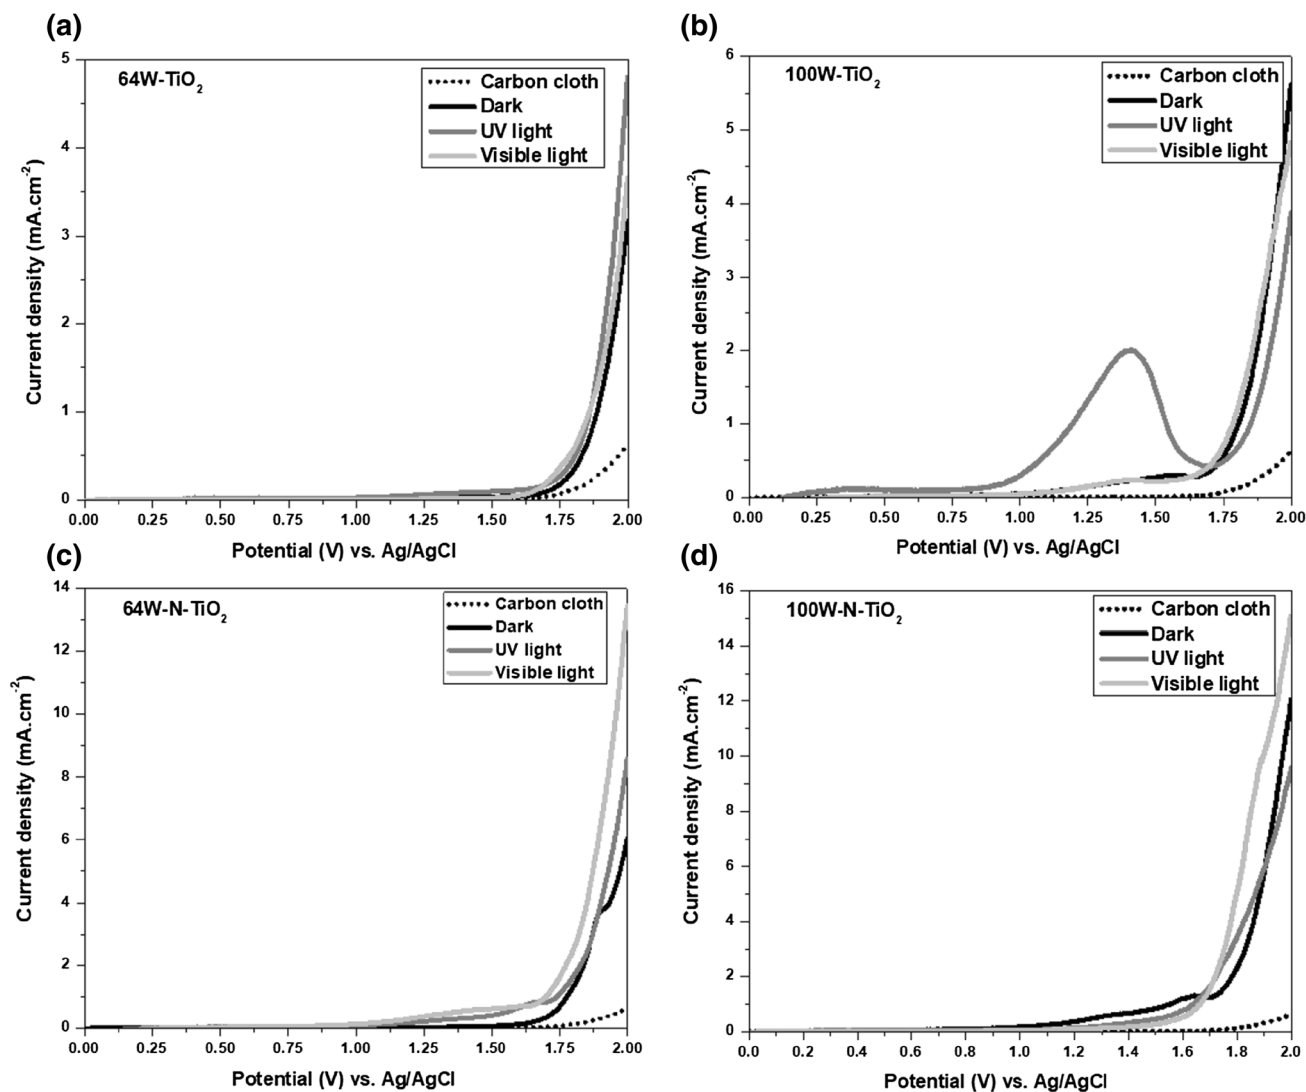 (a)
64W-TiO2
Carbon cloth
Dark
UV light
Visible light
5
4
3
2
1
0
Current density (mA.cm-2)
0.00 0.25 0.50 0.75 1.00 1.25 1.50 1.75 2.00
Potential (V) vs. Ag/AgCl
(b)
100W-TiO2
Carbon cloth
Dark
UV light
Visible light
6
5
4
3
2
1
0
Current density (mA.cm-2)
0.00 0.25 0.50 0.75 1.00 1.25 1.50 1.75 2.00
Potential (V) vs. Ag/AgCl
(c)
64W-N-TiO2
Carbon cloth
Dark
UV light
Visible light
14
12
10
8
6
4
2
0
Current density (mA.cm-2)
0.00 0.25 0.50 0.75 1.00 1.25 1.50 1.75 2.00
Potential (V) vs. Ag/AgCl
(d)
100W-N-TiO2
Carbon cloth
Dark
UV light
Visible light
16
14
12
10
8
6
4
2
0
Current density (mA.cm-2)
0.0 0.2 0.4 0.6 0.8 1.0 1.2 1.4 1.6 1.8 2.0
Potential (V) vs. Ag/AgCl